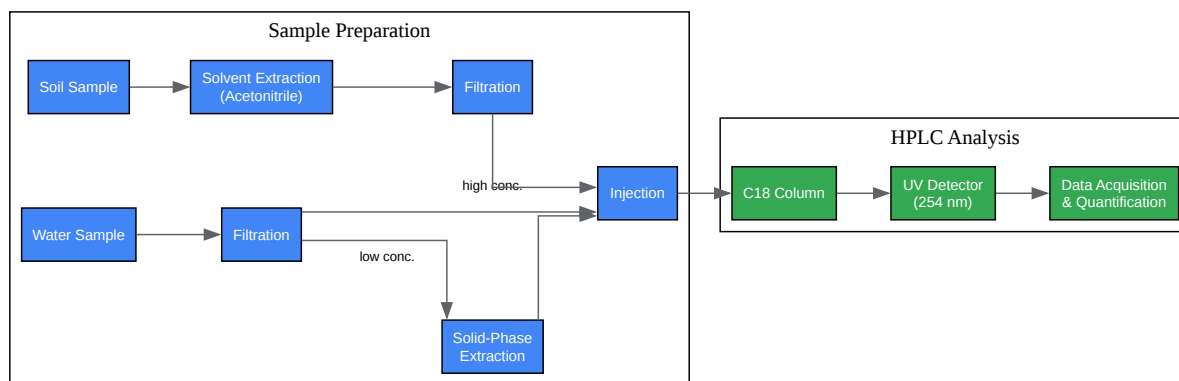 Sample Preparation
Soil Sample
Solvent Extraction
(Acetonitrile)
Filtration
high conc.
Injection
Water Sample
Filtration
low conc.
Solid-Phase
Extraction
HPLC Analysis
C18 Column
UV Detector
(254 nm)
Data Acquisition
& Quantification